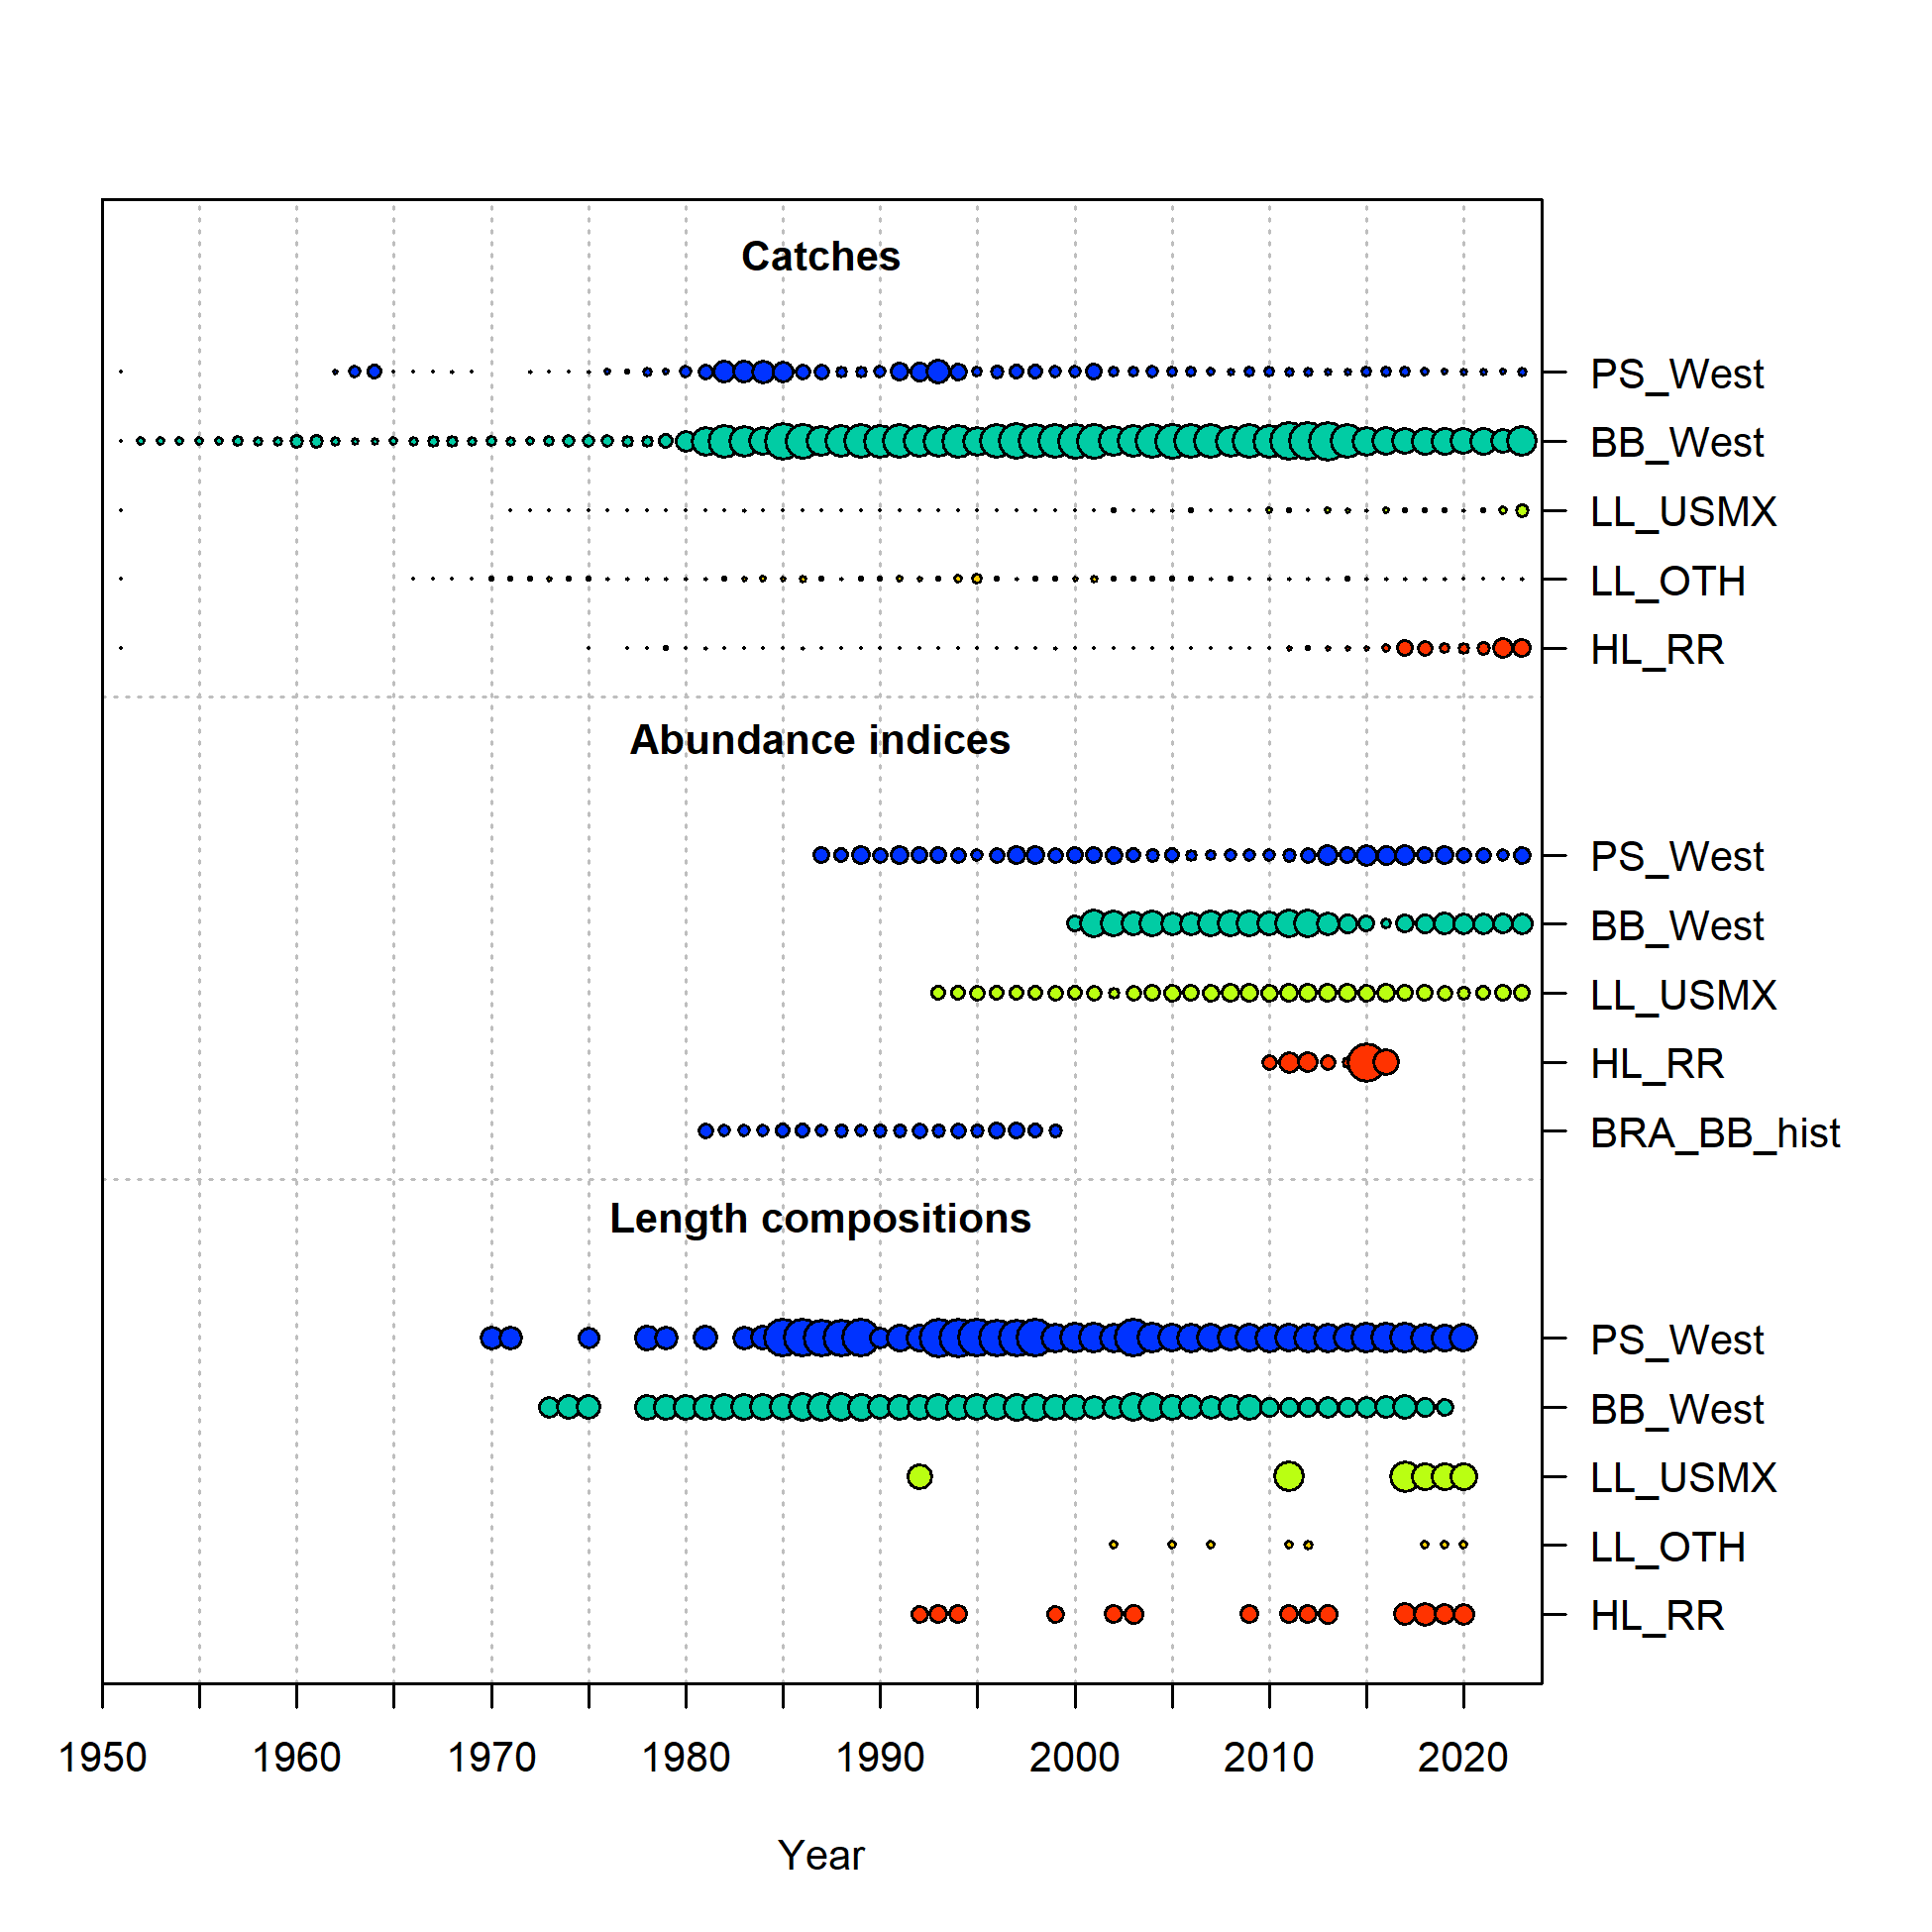 Catches
PS_West
BB_West
LL_USMX
LL_OTH
HL_RR
Abundance indices
PS_West
BB_West
LL_USMX
HL_RR
BRA_BB_hist
Length compositions
PS_West
BB_West
LL_USMX
LL_OTH
HL_RR
1950 1960 1970 1980 1990 2000 2010 2020
Year